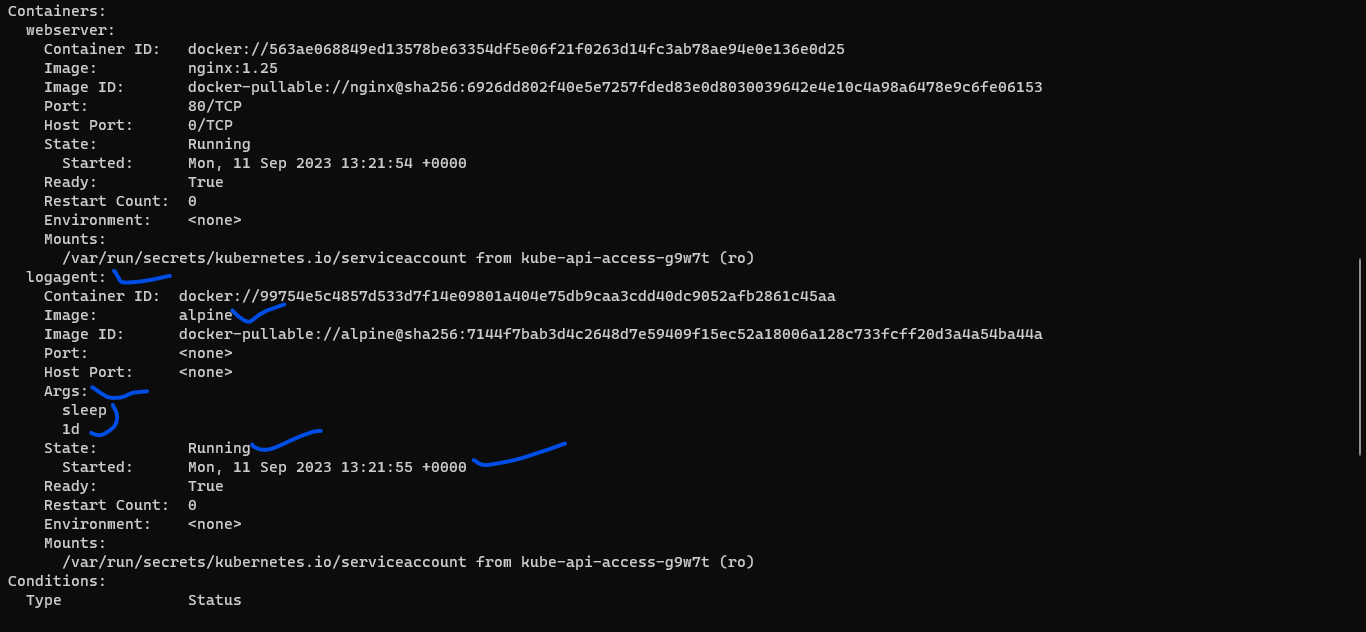 Containers:
  webserver:
    Container ID:   docker://563ae068849ed13578be63354df5e06f21f0263d14fc3ab78ae94e0e136e0d25
    Image:          nginx:1.25
    Image ID:       docker-pullable://nginx@sha256:6926dd802f40e5e7257fded83e0d8030039642e4e10c4a98a6478e9c6fe06153
    Port:           80/TCP
    Host Port:      0/TCP
    State:          Running
      Started:      Mon, 11 Sep 2023 13:21:54 +0000
    Ready:          True
    Restart Count:  0
    Environment:    <none>
    Mounts:
      /var/run/secrets/kubernetes.io/serviceaccount from kube-api-access-g9w7t (ro)
  logagent:
    Container ID:  docker://99754e5c4857d533d7f14e09801a404e75db9caa3cdd40dc9052afb2861c45aa
    Image:         alpine
    Image ID:      docker-pullable://alpine@sha256:7144f7bab3d4c2648d7e59409f15ec52a18006a128c733fcff20d3a4a54ba44a
    Port:          <none>
    Host Port:     <none>
    Args:
      sleep
      1d
    State:          Running
      Started:      Mon, 11 Sep 2023 13:21:55 +0000
    Ready:          True
    Restart Count:  0
    Environment:    <none>
    Mounts:
      /var/run/secrets/kubernetes.io/serviceaccount from kube-api-access-g9w7t (ro)
Conditions:
  Type              Status